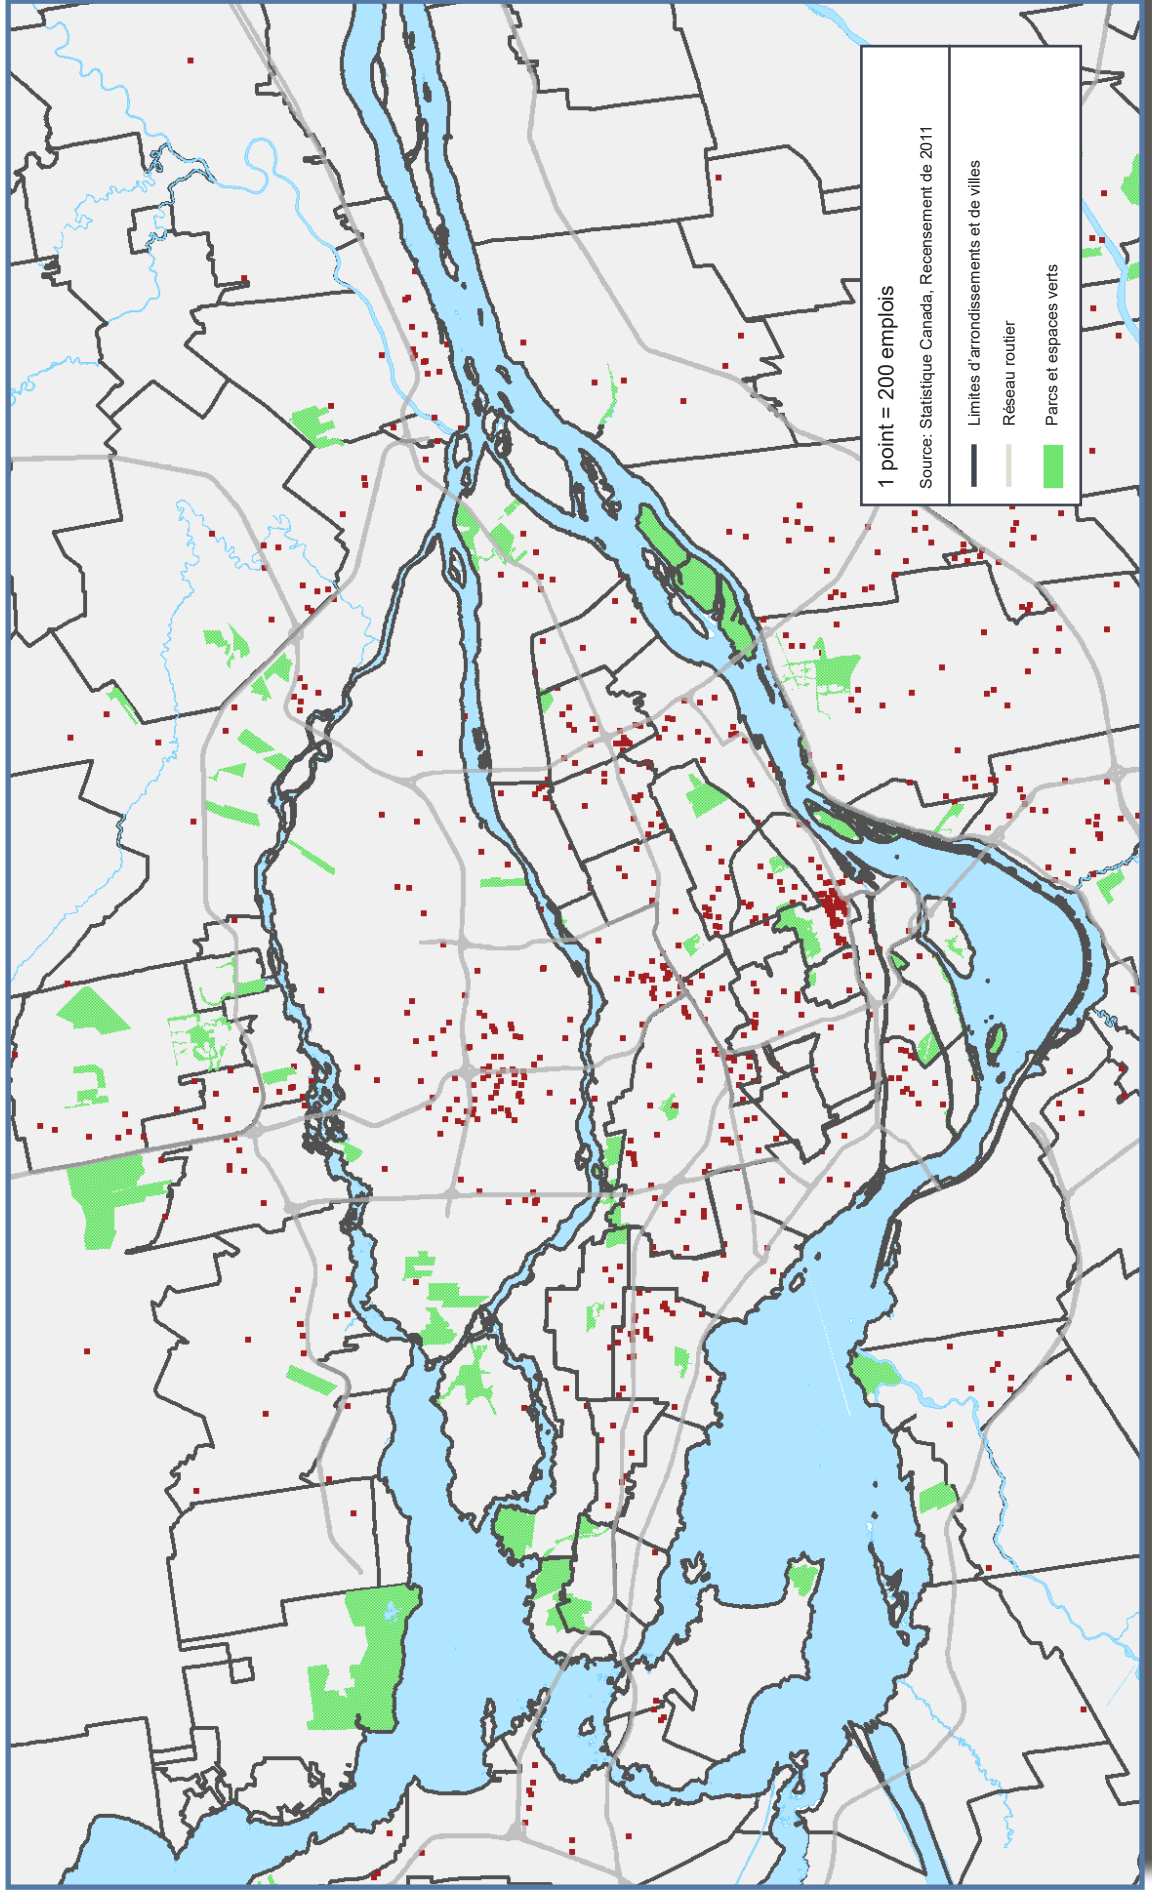 1 point = 200 emplois
Source: Statistique Canada, Recensement de 2011
Limites d'arrondissements et de villes
Réseau routier
Parcs et espaces verts